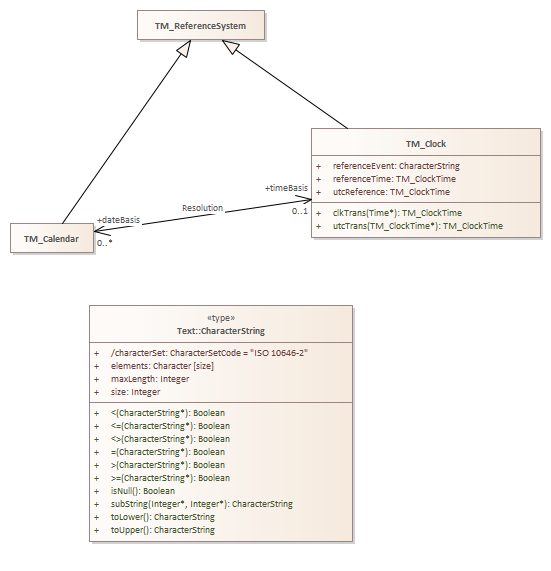 TM_ReferenceSystem
TM_Clock
+ referenceEvent: CharacterString
+ referenceTime: TM_ClockTime
+ utcReference: TM_ClockTime
+ clkTrans(Time*): TM_ClockTime
+ utcTrans(TM_ClockTime*): TM_ClockTime
+timeBasis
0..1
Resolution
+dateBasis
0..*
TM_Calendar
«type»
Text::CharacterString
+ /characterSet: CharacterSetCode = "ISO 10646-2"
+ elements: Character [size]
+ maxLength: Integer
+ size: Integer
+ <(CharacterString*): Boolean
+ <=(CharacterString*): Boolean
+ <>(CharacterString*): Boolean
+ =(CharacterString*): Boolean
+ >(CharacterString*): Boolean
+ >=(CharacterString*): Boolean
+ isNull(): Boolean
+ subString(Integer*, Integer*): CharacterString
+ toLower(): CharacterString
+ toUpper(): CharacterString